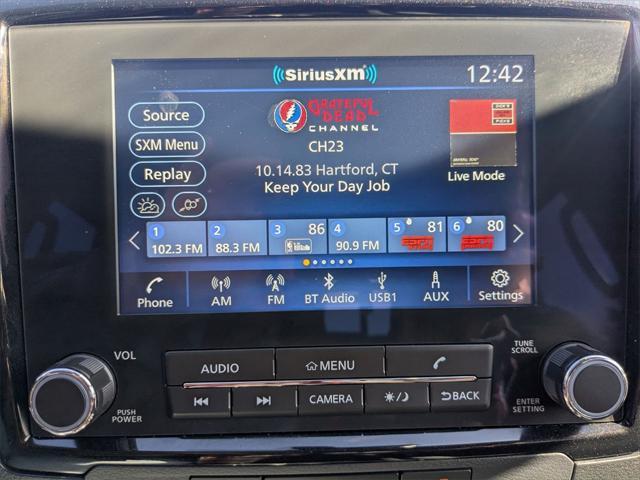 SiriusXM
12:42
Source
SXM Menu
Replay
GRATEFUL
DEAD
CHANNEL
CH23
10.14.83 Hartford, CT
Keep Your Day Job
Live Mode
1 102.3 FM
2 88.3 FM
3 86
4 90.9 FM
5 81
6 80
Phone
AM
FM
BT Audio
USB1
AUX
Settings
VOL
PUSH
POWER
AUDIO
MENU
CAMERA
BACK
TUNE
SCROLL
ENTER
SETTING